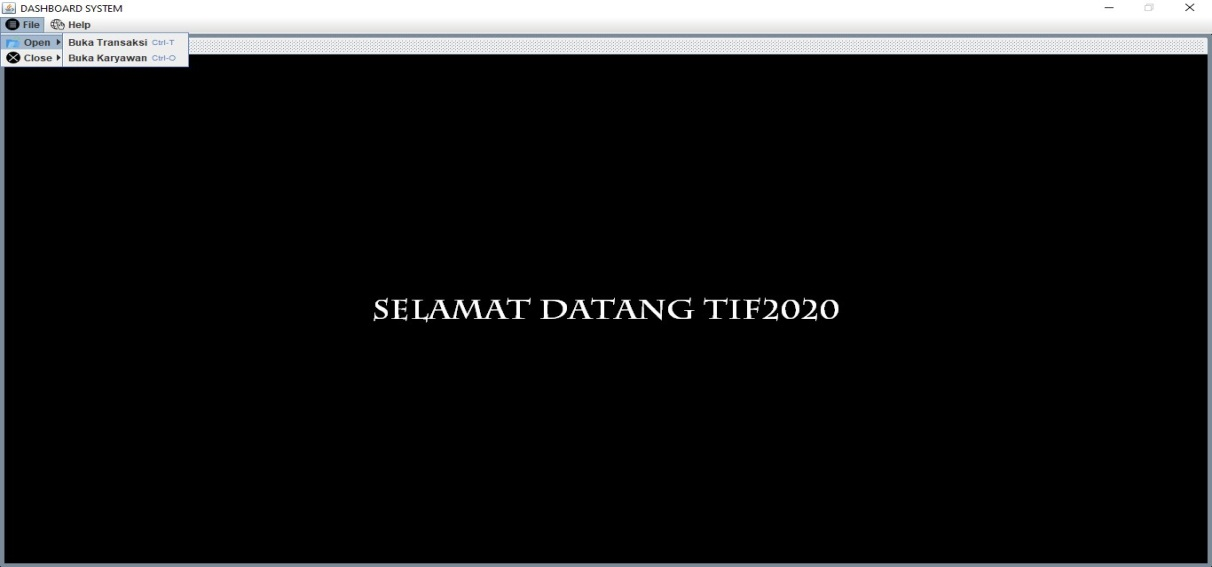 DASHBOARD SYSTEM
File Help
Open Buka Transaksi Ctrl-T
Close Buka Karyawan Ctrl-O
SELAMAT DATANG TIF2020